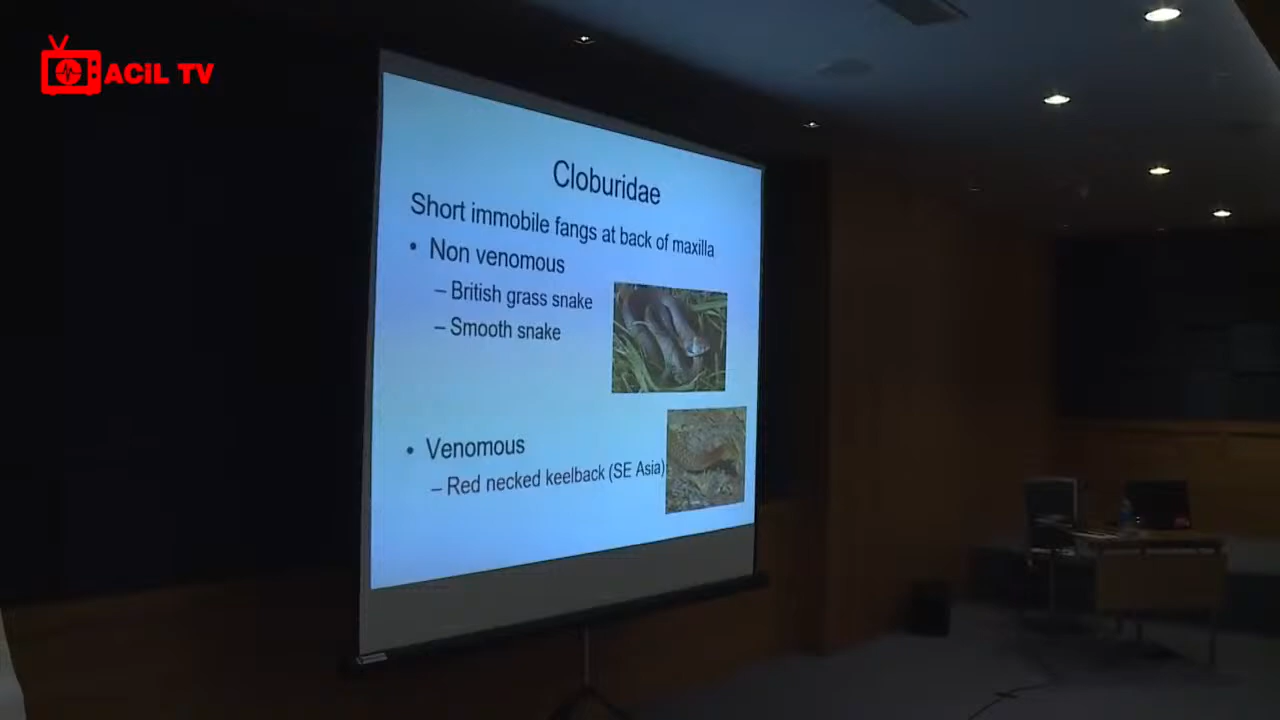 ACIL TV
Cloburidae
Short immobile fangs at back of maxilla
• Non venomous
– British grass snake
– Smooth snake
• Venomous
– Red necked keelback (SE Asia)